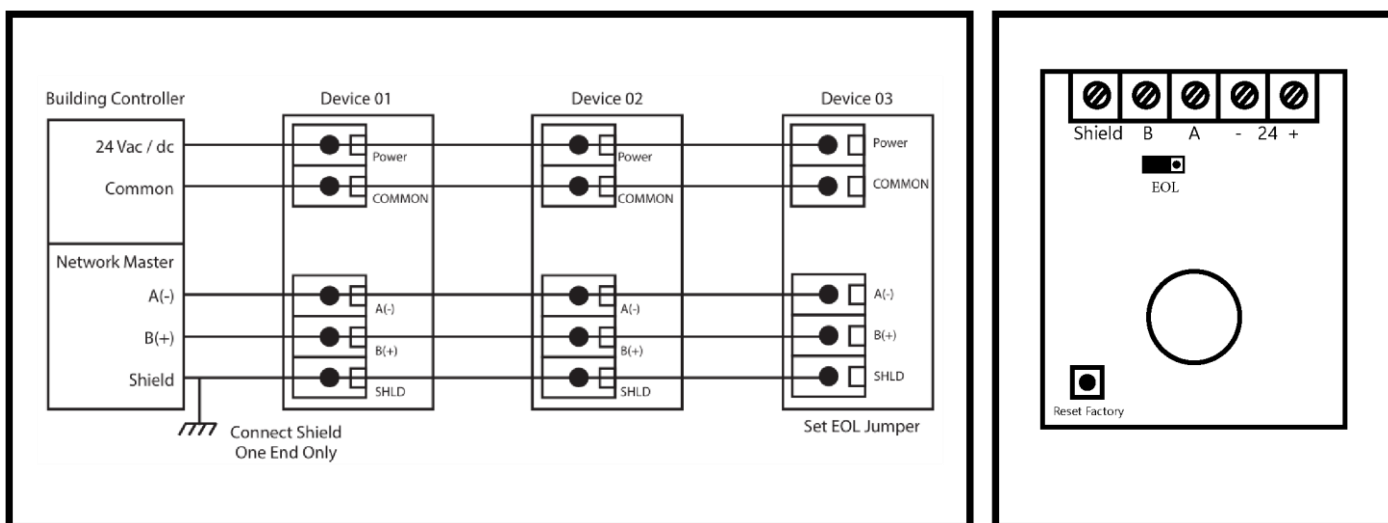 Building Controller
24 Vac / dc
Common
Network Master
A(-)
B(+)
Shield
Connect Shield
One End Only
Device 01
Power
COMMON
A(-)
B(+)
SHLD
Device 02
Power
COMMON
A(-)
B(+)
SHLD
Device 03
Power
COMMON
A(-)
B(+)
SHLD
Set EOL Jumper
Shield B A - 24 +
EOL
Reset Factory